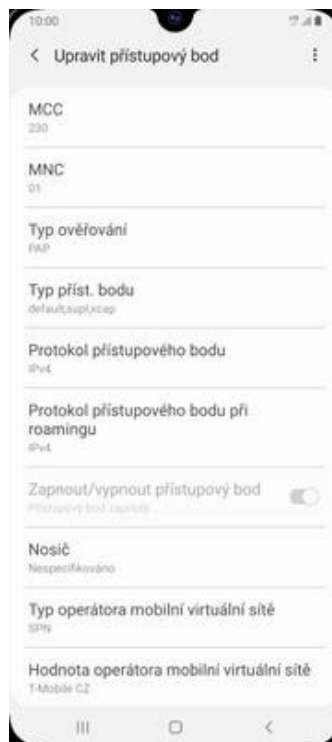 10:00
Upravit přístupový bod
MCC
230
MNC
01
Typ ověřování
PAP
Typ příst. bodu
default,supl,xcap
Protokol přístupového bodu
IPv4
Protokol přístupového bodu při
roamingu
IPv4
Zapnout/vypnout přístupový bod
Přístupový bod zapnutý
Nosič
Nespecifikováno
Typ operátora mobilní virtuální sítě
SPN
Hodnota operátora mobilní virtuální sítě
T-Mobile CZ